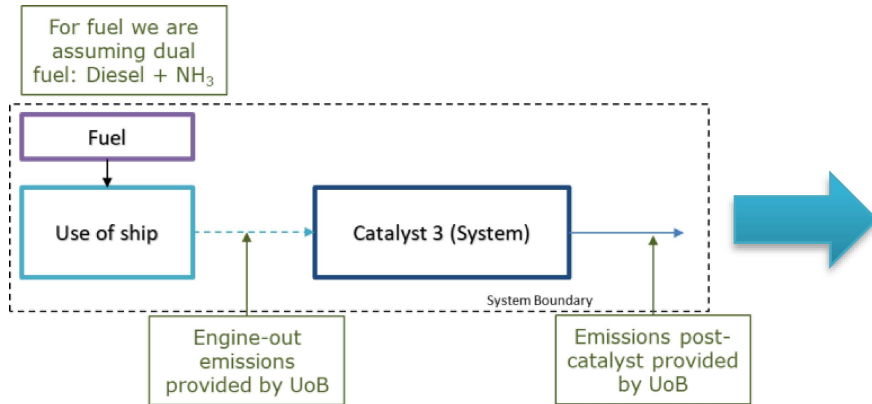 For fuel we are
assuming dual
fuel: Diesel + NH₃
Fuel
Use of ship
Catalyst 3 (System)
System Boundary
Engine-out
emissions
provided by UoB
Emissions post-
catalyst provided
by UoB